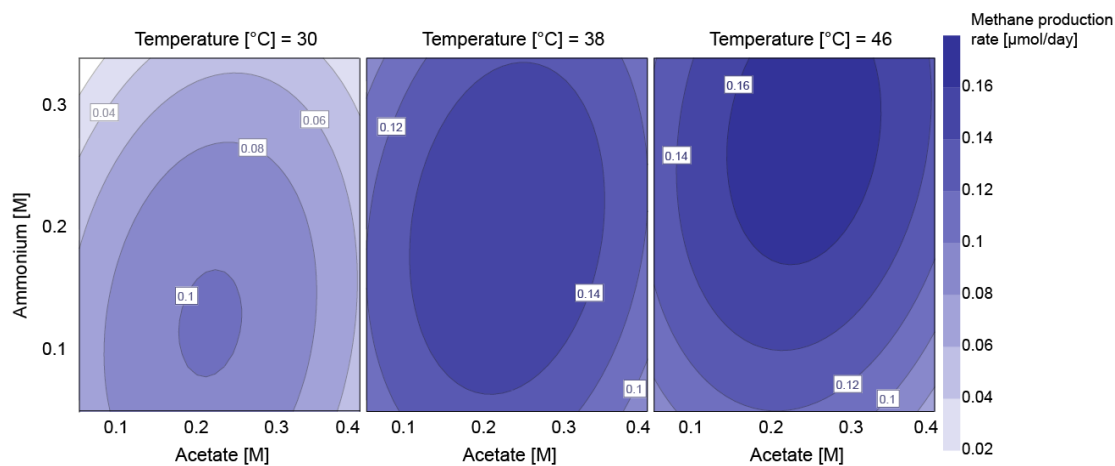 Temperature [°C] = 30
Temperature [°C] = 38
Temperature [°C] = 46
Methane production
rate [µmol/day]
Ammonium [M]
0.3
0.2
0.1
0.04
0.06
0.08
0.1
0.12
0.14
0.1
0.16
0.14
0.12
0.1
0.16
0.14
0.12
0.1
0.08
0.06
0.04
0.02
0.1 0.2 0.3 0.4
0.1 0.2 0.3 0.4
0.1 0.2 0.3 0.4
Acetate [M]
Acetate [M]
Acetate [M]